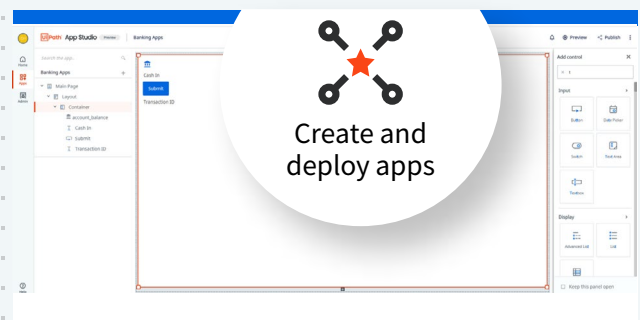 UiPath App Studio Preview Banking Apps
Preview
Publish
Search the app...
Banking Apps
Main Page
Layout
Container
account_balance
Cash In
Submit
Transaction ID
Home
Apps
Admin
Cash In
Submit
Transaction ID
Create and
deploy apps
Add control
Input
Button
Date Picker
Switch
Text Area
Textbox
Display
Advanced List
List
Keep this panel open